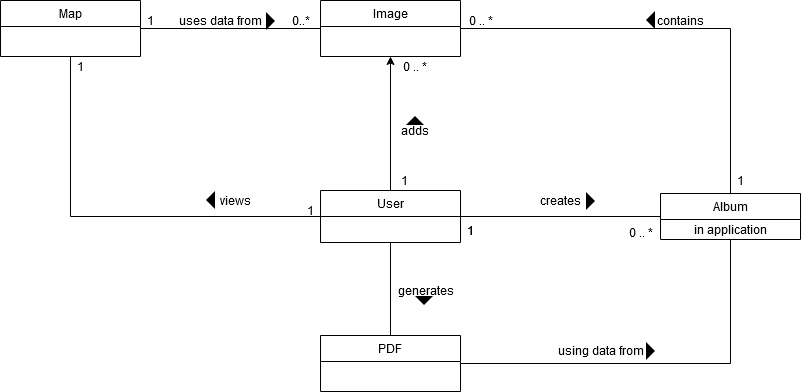 Map
1
uses data from
0..*
Image
0 .. *
contains
1
0 .. *
adds
1
1
views
1
User
creates
1
0 .. *
Album
in application
generates
PDF
using data from